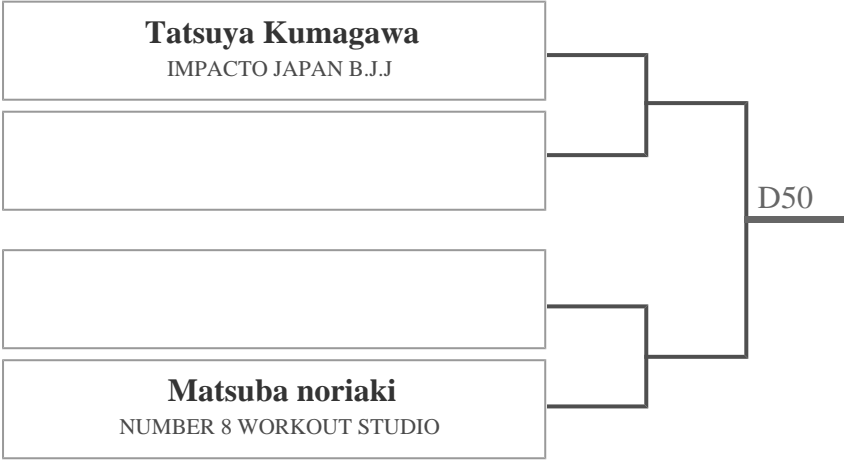 Tatsuya Kumagawa
IMPACTO JAPAN B.J.J
D50
Matsuba noriaki
NUMBER 8 WORKOUT STUDIO